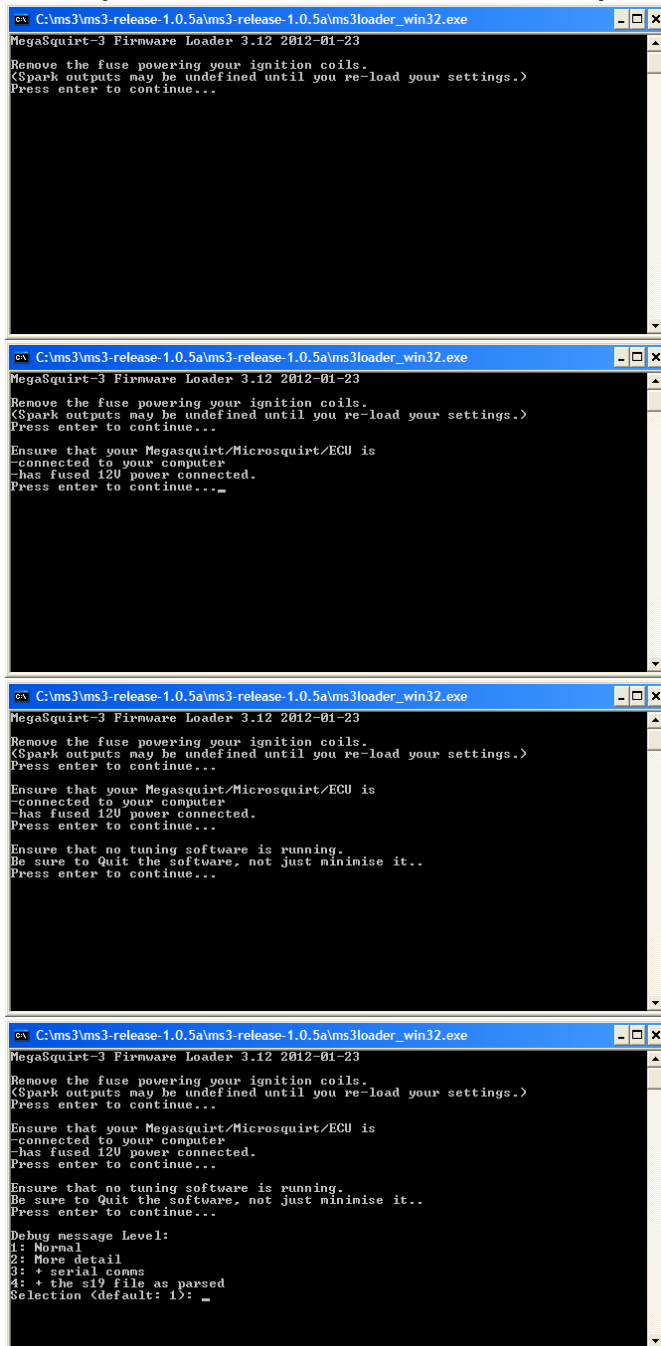 C:\ms3\ms3-release-1.0.5a\ms3-release-1.0.5a\ms3loader_win32.exe
MegaSquirt-3 Firmware Loader 3.12 2012-01-23
Remove the fuse powering your ignition coils.
(Spark outputs may be undefined until you re-load your settings.)
Press enter to continue...
C:\ms3\ms3-release-1.0.5a\ms3-release-1.0.5a\ms3loader_win32.exe
MegaSquirt-3 Firmware Loader 3.12 2012-01-23
Remove the fuse powering your ignition coils.
(Spark outputs may be undefined until you re-load your settings.)
Press enter to continue...
Ensure that your Megasquirt/Microsquirt/ECU is
-connected to your computer
-has fused 12V power connected.
Press enter to continue..._
C:\ms3\ms3-release-1.0.5a\ms3-release-1.0.5a\ms3loader_win32.exe
MegaSquirt-3 Firmware Loader 3.12 2012-01-23
Remove the fuse powering your ignition coils.
(Spark outputs may be undefined until you re-load your settings.)
Press enter to continue...
Ensure that your Megasquirt/Microsquirt/ECU is
-connected to your computer
-has fused 12V power connected.
Press enter to continue...
Ensure that no tuning software is running.
Be sure to Quit the software, not just minimise it..
Press enter to continue...
C:\ms3\ms3-release-1.0.5a\ms3-release-1.0.5a\ms3loader_win32.exe
MegaSquirt-3 Firmware Loader 3.12 2012-01-23
Remove the fuse powering your ignition coils.
(Spark outputs may be undefined until you re-load your settings.)
Press enter to continue...
Ensure that your Megasquirt/Microsquirt/ECU is
-connected to your computer
-has fused 12V power connected.
Press enter to continue...
Ensure that no tuning software is running.
Be sure to Quit the software, not just minimise it..
Press enter to continue...
Debug message Level:
1: Normal
2: More detail
3: + serial comms
4: + the s19 file as parsed
Selection (default: 1): _